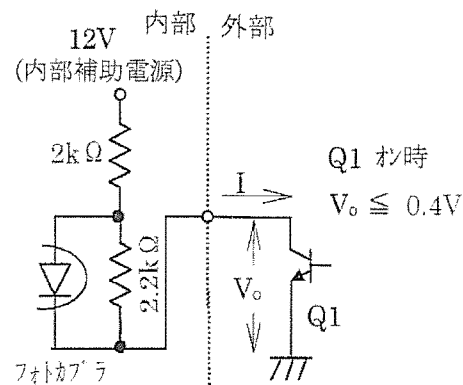 12V
内部 外部
(内部補助電源)
2kΩ
I
Q1 オン時
V₀ ≦ 0.4V
2.2kΩ
V₀
Q1
フォトカプラ